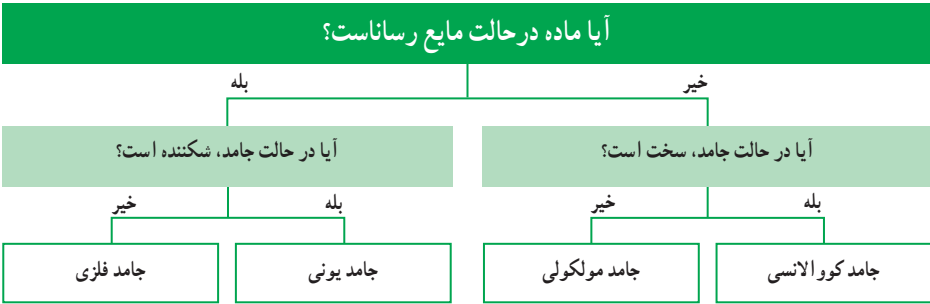 آیا ماده درحالت مایع رساناست؟
خیر
بله
آیا در حالت جامد، سخت است؟
آیا در حالت جامد، شکننده است؟
بله
خیر
بله
خیر
جامد کووالانسی
جامد مولکولی
جامد یونی
جامد فلزی